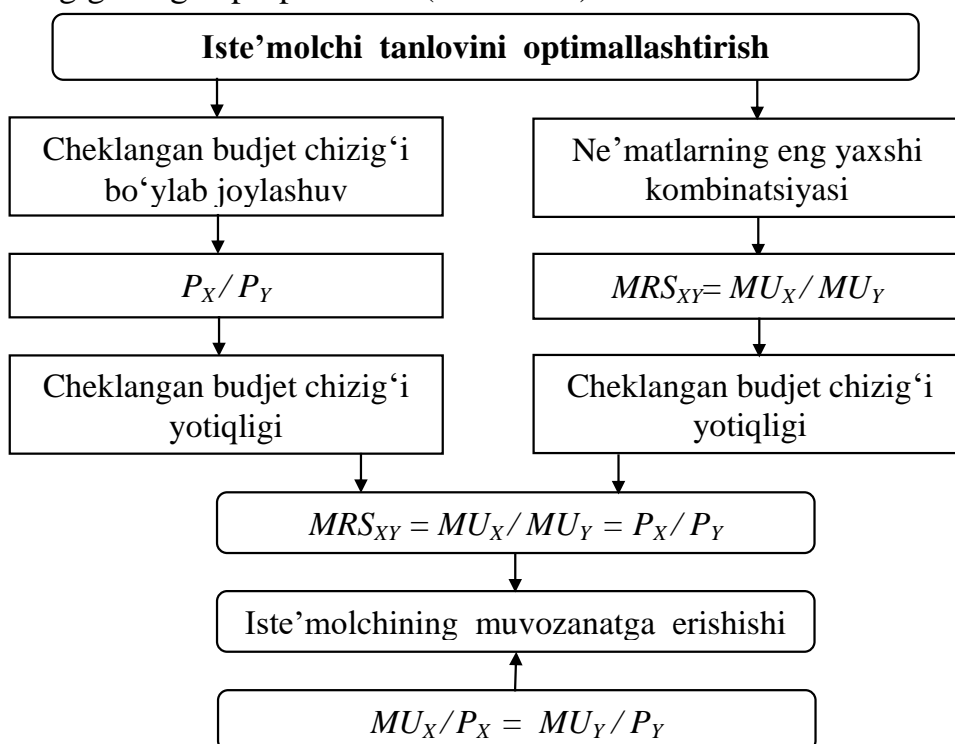 Iste’molchi tanlovini optimallashtirish
Cheklangan budjet chizig‘i
bo‘ylab joylashuv
Ne’matlarning eng yaxshi
kombinatsiyasi
P_X / P_Y
MRS_XY= MU_X / MU_Y
Cheklangan budjet chizig‘i
yotiqligi
Cheklangan budjet chizig‘i
yotiqligi
MRS_XY = MU_X / MU_Y = P_X / P_Y
Iste’molchining muvozanatga erishishi
MU_X/P_X = MU_Y/P_Y